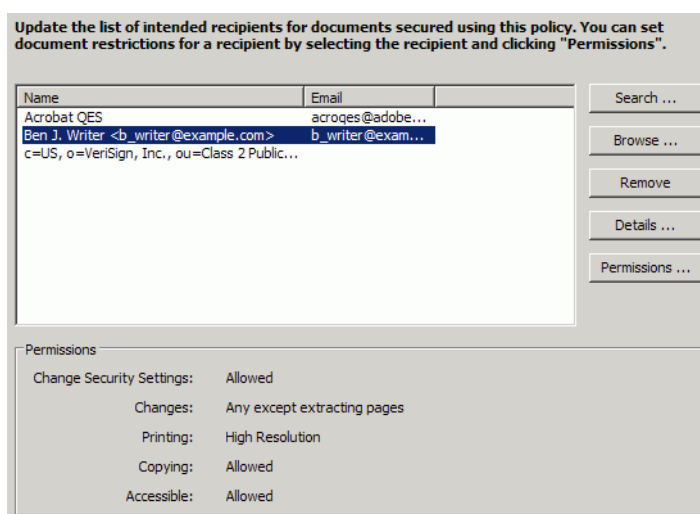 Update the list of intended recipients for documents secured using this policy. You can set
document restrictions for a recipient by selecting the recipient and clicking "Permissions".
Name Email
Search ...
Acrobat QES acroqes@adobe...
Ben J. Writer <b_writer@example.com> b_writer@exam...
Browse ...
c=US, o=VeriSign, Inc., ou=Class 2 Public...
Remove
Details ...
Permissions ...
Permissions
Change Security Settings: Allowed
Changes: Any except extracting pages
Printing: High Resolution
Copying: Allowed
Accessible: Allowed